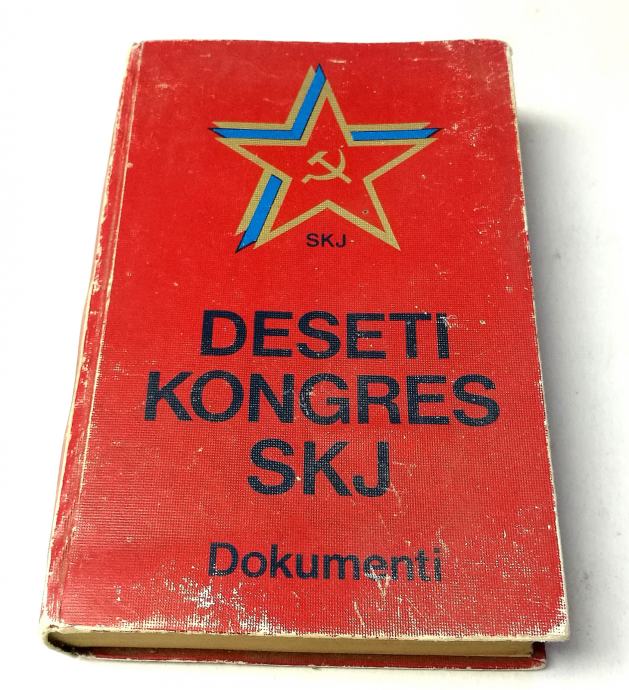 SKJ
DESETI
KONGRES
SKJ
Dokumenti